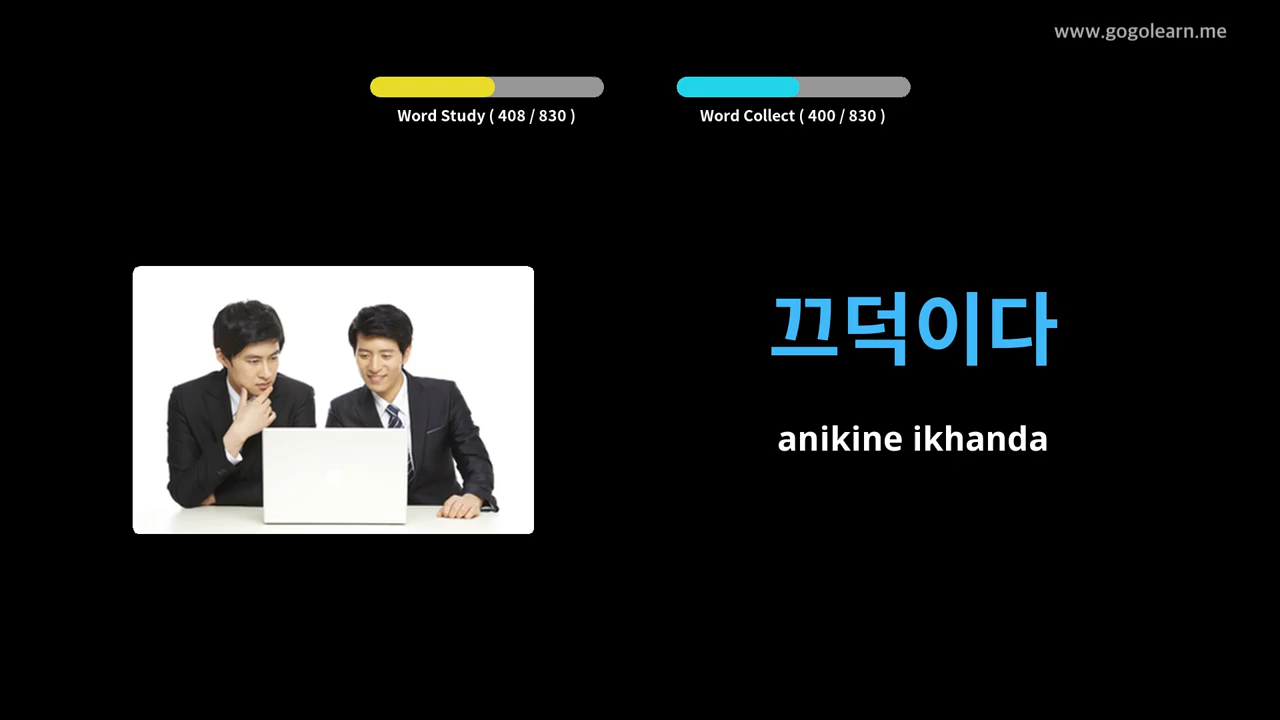 www.gogolearn.me
Word Study ( 408 / 830 )
Word Collect ( 400 / 830 )
끄덕이다
anikine ikhanda